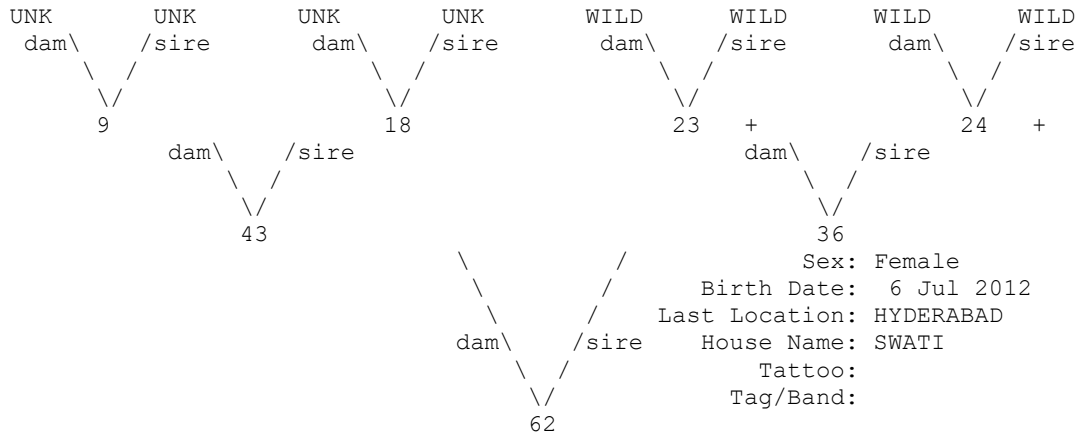 UNK UNK UNK UNK WILD WILD WILD WILD
dam\ /sire dam\ /sire dam\ /sire dam\ /sire
\ / \ / \ / \ /
\/ \/ \/ \/
9 18 23 + 24 +
dam\ /sire dam\ /sire
\ / \ /
\/ \/
43 36
\ / Sex: Female
\ / Birth Date: 6 Jul 2012
\ / Last Location: HYDERABAD
dam\ /sire House Name: SWATI
\ / Tattoo:
\/ Tag/Band:
62